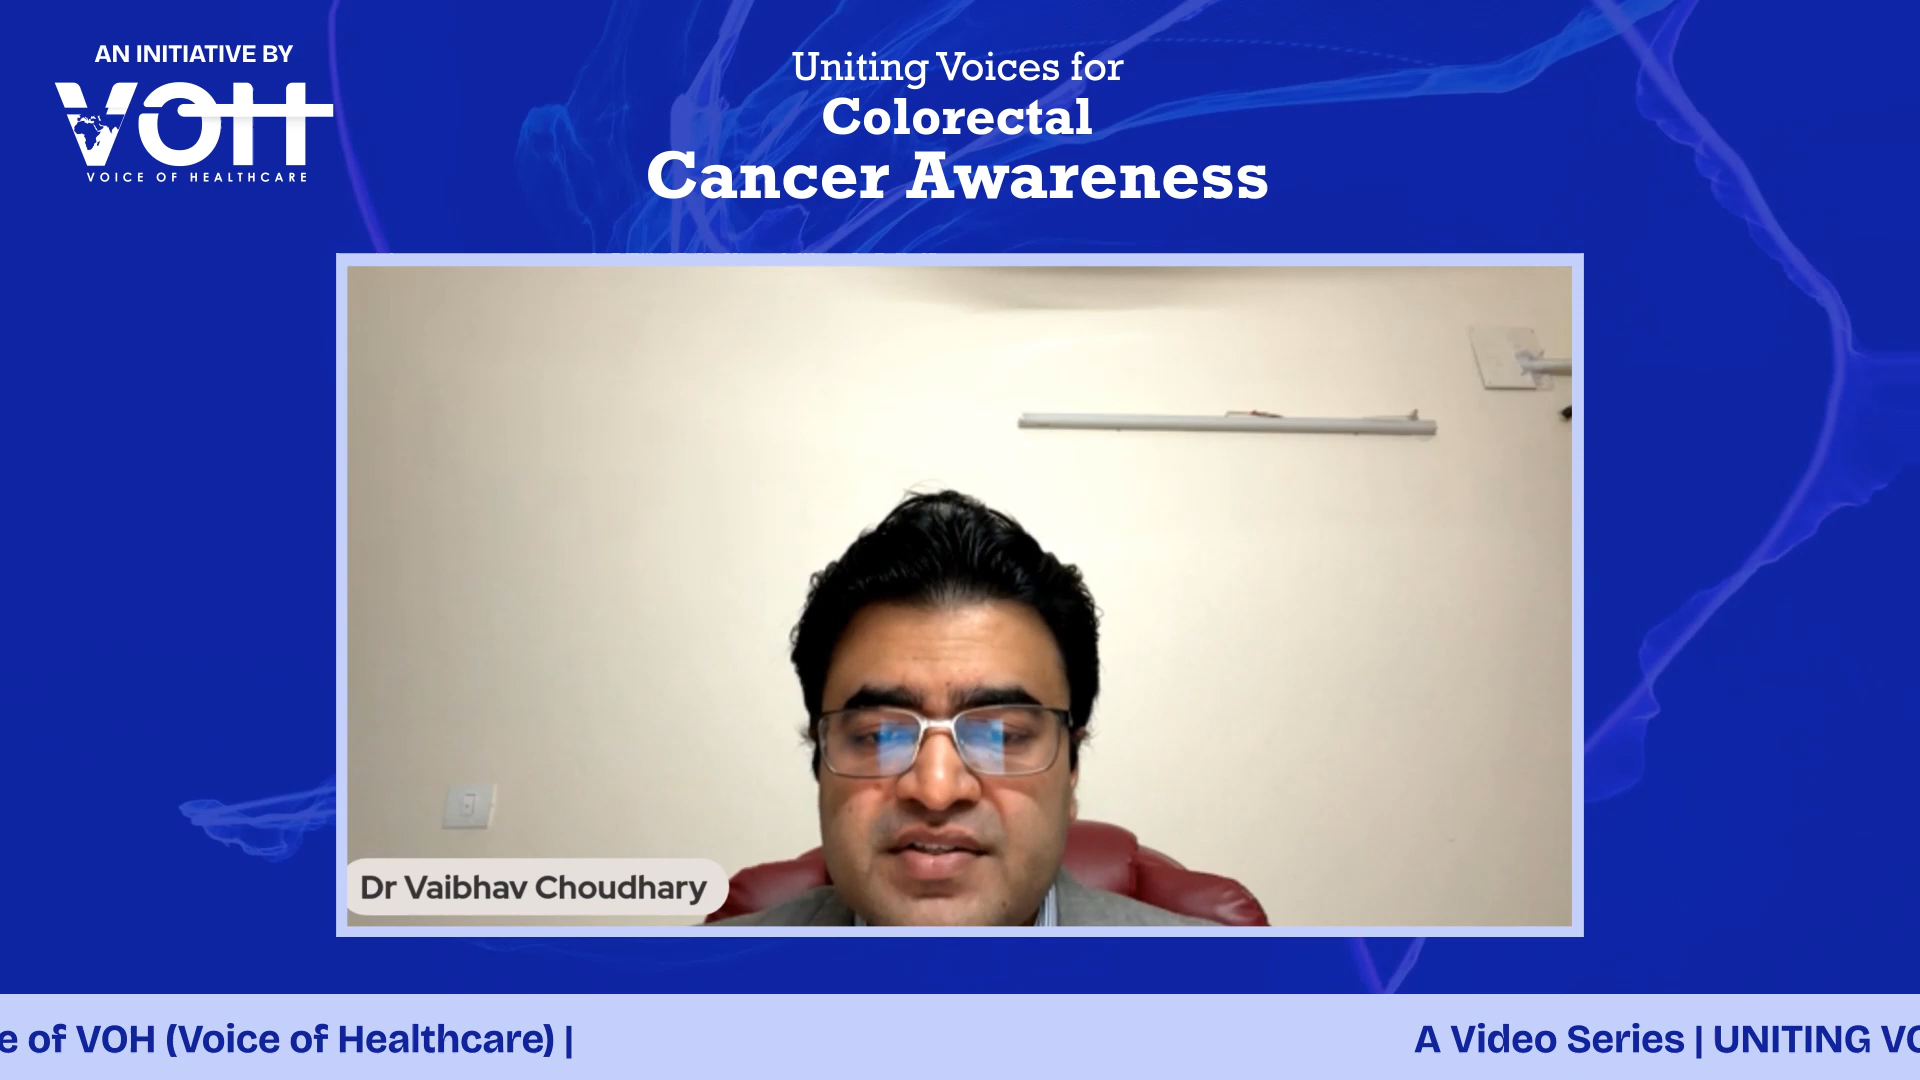 AN INITIATIVE BY
VOH
VOICE OF HEALTHCARE
Uniting Voices for
Colorectal
Cancer Awareness
Dr Vaibhav Choudhary
e of VOH (Voice of Healthcare) |
A Video Series | UNITING VO